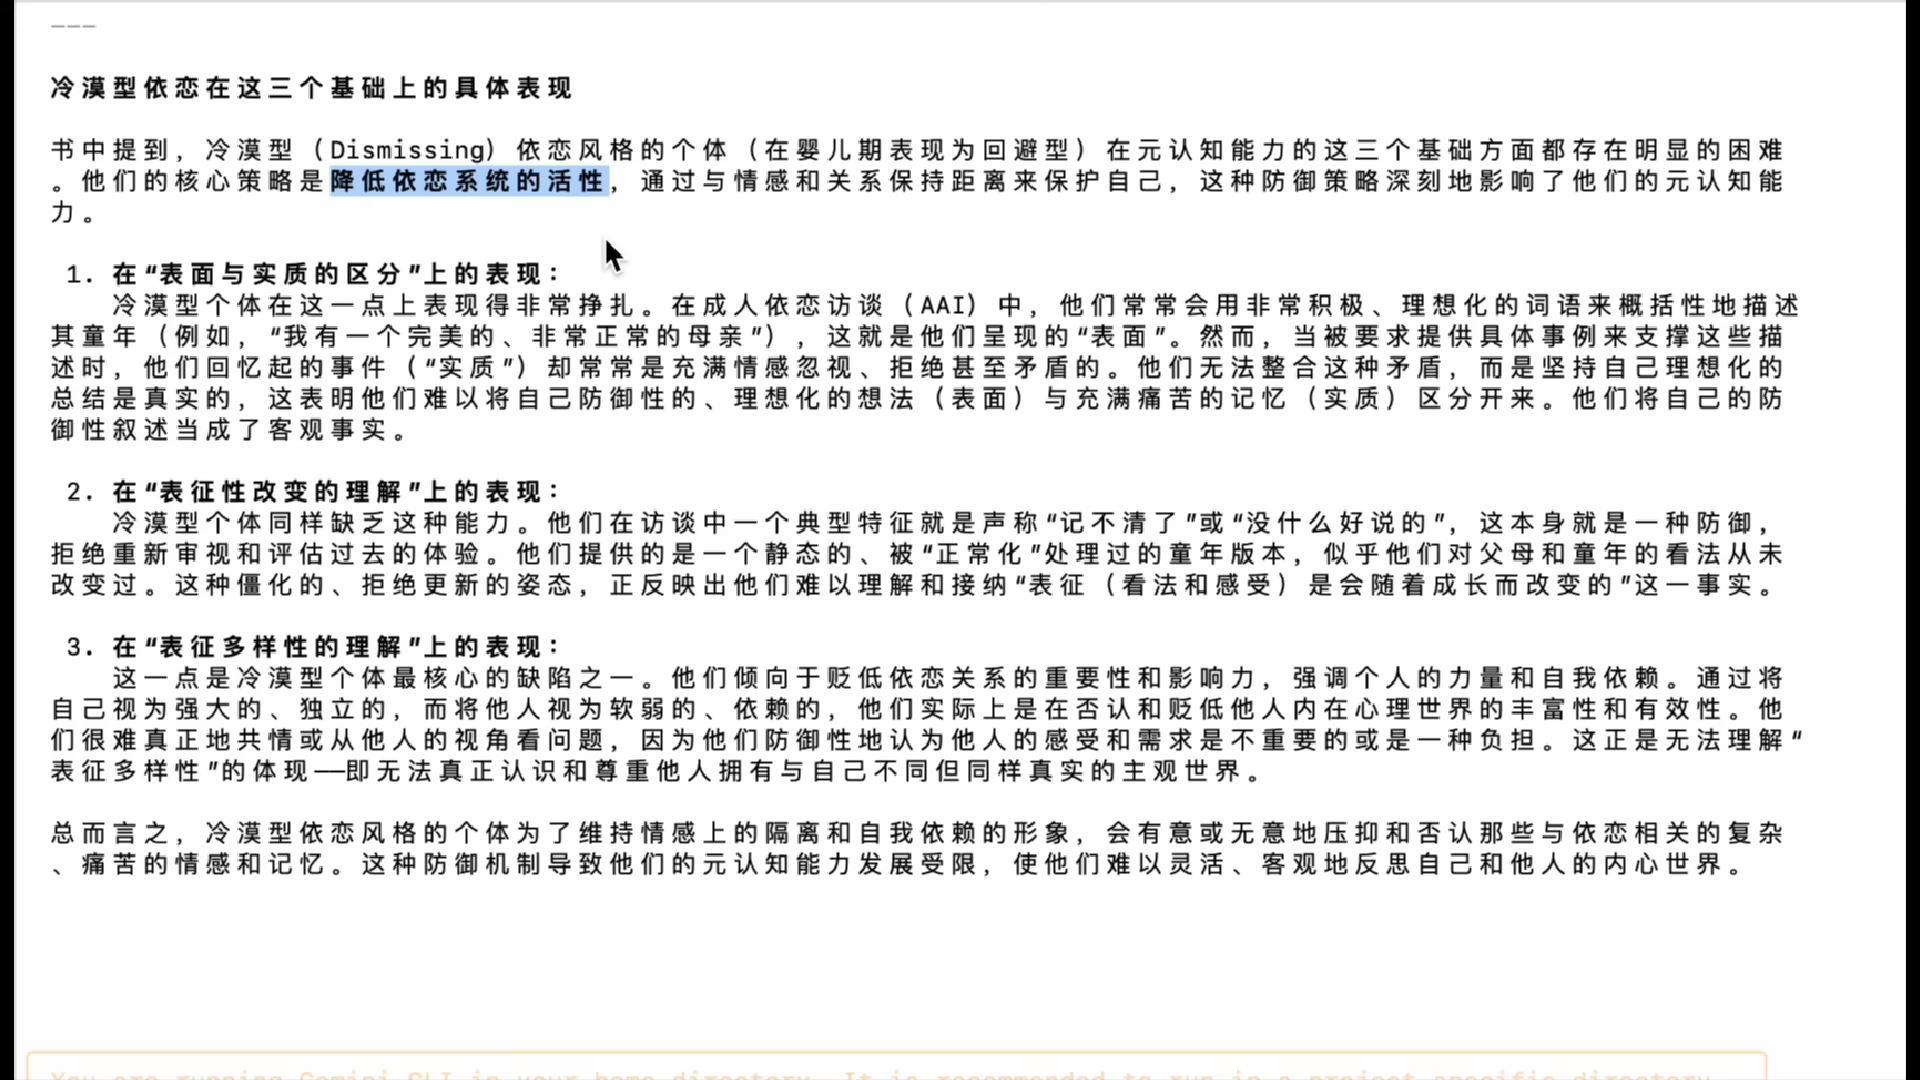 ---
冷漠型依恋在这三个基础上的具体表现
书中提到，冷漠型（Dismissing）依恋风格的个体（在婴儿期表现为回避型）在元认知能力的这三个基础方面都存在明显的困难
。他们的核心策略是降低依恋系统的活性，通过与情感和关系保持距离来保护自己，这种防御策略深刻地影响了他们的元认知能
力。
1. 在“表面与实质的区分”上的表现：
冷漠型个体在这一点上表现得非常挣扎。在成人依恋访谈（AAI）中，他们常常会用非常积极、理想化的词语来概括性地描述
其童年（例如，“我有一个完美的、非常正常的母亲”），这就是他们呈现的“表面”。然而，当被要求提供具体事例来支撑这些描
述时，他们回忆起的事件（“实质”）却常常是充满情感忽视、拒绝甚至矛盾的。他们无法整合这种矛盾，而是坚持自己理想化的
总结是真实的，这表明他们难以将自己防御性的、理想化的想法（表面）与充满痛苦的记忆（实质）区分开来。他们将自己的防
御性叙述当成了客观事实。
2. 在“表征性改变的理解”上的表现：
冷漠型个体同样缺乏这种能力。他们在访谈中一个典型特征就是声称“记不清了”或“没什么好说的”，这本身就是一种防御，
拒绝重新审视和评估过去的体验。他们提供的是一个静态的、被“正常化”处理过的童年版本，似乎他们对父母和童年的看法从未
改变过。这种僵化的、拒绝更新的姿态，正反映出他们难以理解和接纳“表征（看法和感受）是会随着成长而改变的”这一事实。
3. 在“表征多样性的理解”上的表现：
这一点是冷漠型个体最核心的缺陷之一。他们倾向于贬低依恋关系的重要性和影响力，强调个人的力量和自我依赖。通过将
自己视为强大的、独立的，而将他人视为软弱的、依赖的，他们实际上是在否认和贬低他人内在心理世界的丰富性和有效性。他
们很难真正地共情或从他人的视角看问题，因为他们防御性地认为他人的感受和需求是不重要的或是一种负担。这正是无法理解“
表征多样性”的体现——即无法真正认识和尊重他人拥有与自己不同但同样真实的主观世界。
总而言之，冷漠型依恋风格的个体为了维持情感上的隔离和自我依赖的形象，会有意或无意地压抑和否认那些与依恋相关的复杂
、痛苦的情感和记忆。这种防御机制导致他们的元认知能力发展受限，使他们难以灵活、客观地反思自己和他人的内心世界。
You are running Gemini CLI in your home directory. It is recommended to run in a project-specific directory.